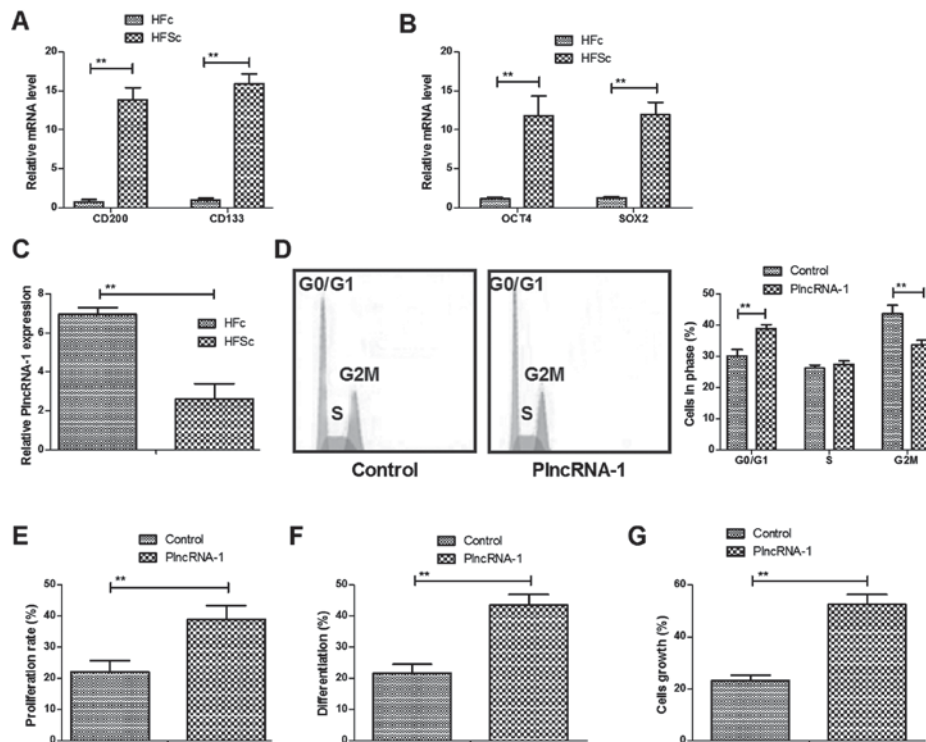 A
HFc
HFSc
Relative mRNA level
20
15
10
5
0
**
**
CD200
CD133
B
HFc
HFSc
Relative mRNA level
20
15
10
5
0
**
**
OCT4
SOX2
C
Relative PlncRNA-1 expression
8
6
4
2
0
**
HFc
HFSc
D
G0/G1
S
G2M
Control
G0/G1
S
G2M
PlncRNA-1
Control
PlncRNA-1
Cells in phase (%)
50
40
30
20
10
0
**
**
G0/G1
S
G2M
E
Control
PlncRNA-1
Proliferation rate (%)
50
40
30
20
10
0
**
F
Control
PlncRNA-1
Differentiation (%)
50
40
30
20
10
0
**
G
Control
PlncRNA-1
Cells growth (%)
60
40
20
0
**